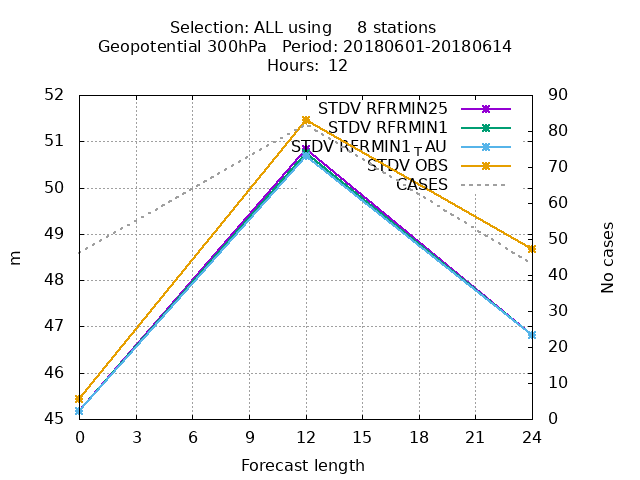 Selection: ALL using     8 stations
Geopotential 300hPa   Period: 20180601-20180614
Hours:  12
52
51
50
49
48
47
46
45
m
90
80
70
60
50
40
30
20
10
0
No cases
STDV RFRMIN25
STDV RFRMIN1
STDV RFRMIN1TAU
STDV OBS
CASES
0 3 6 9 12 15 18 21 24
Forecast length